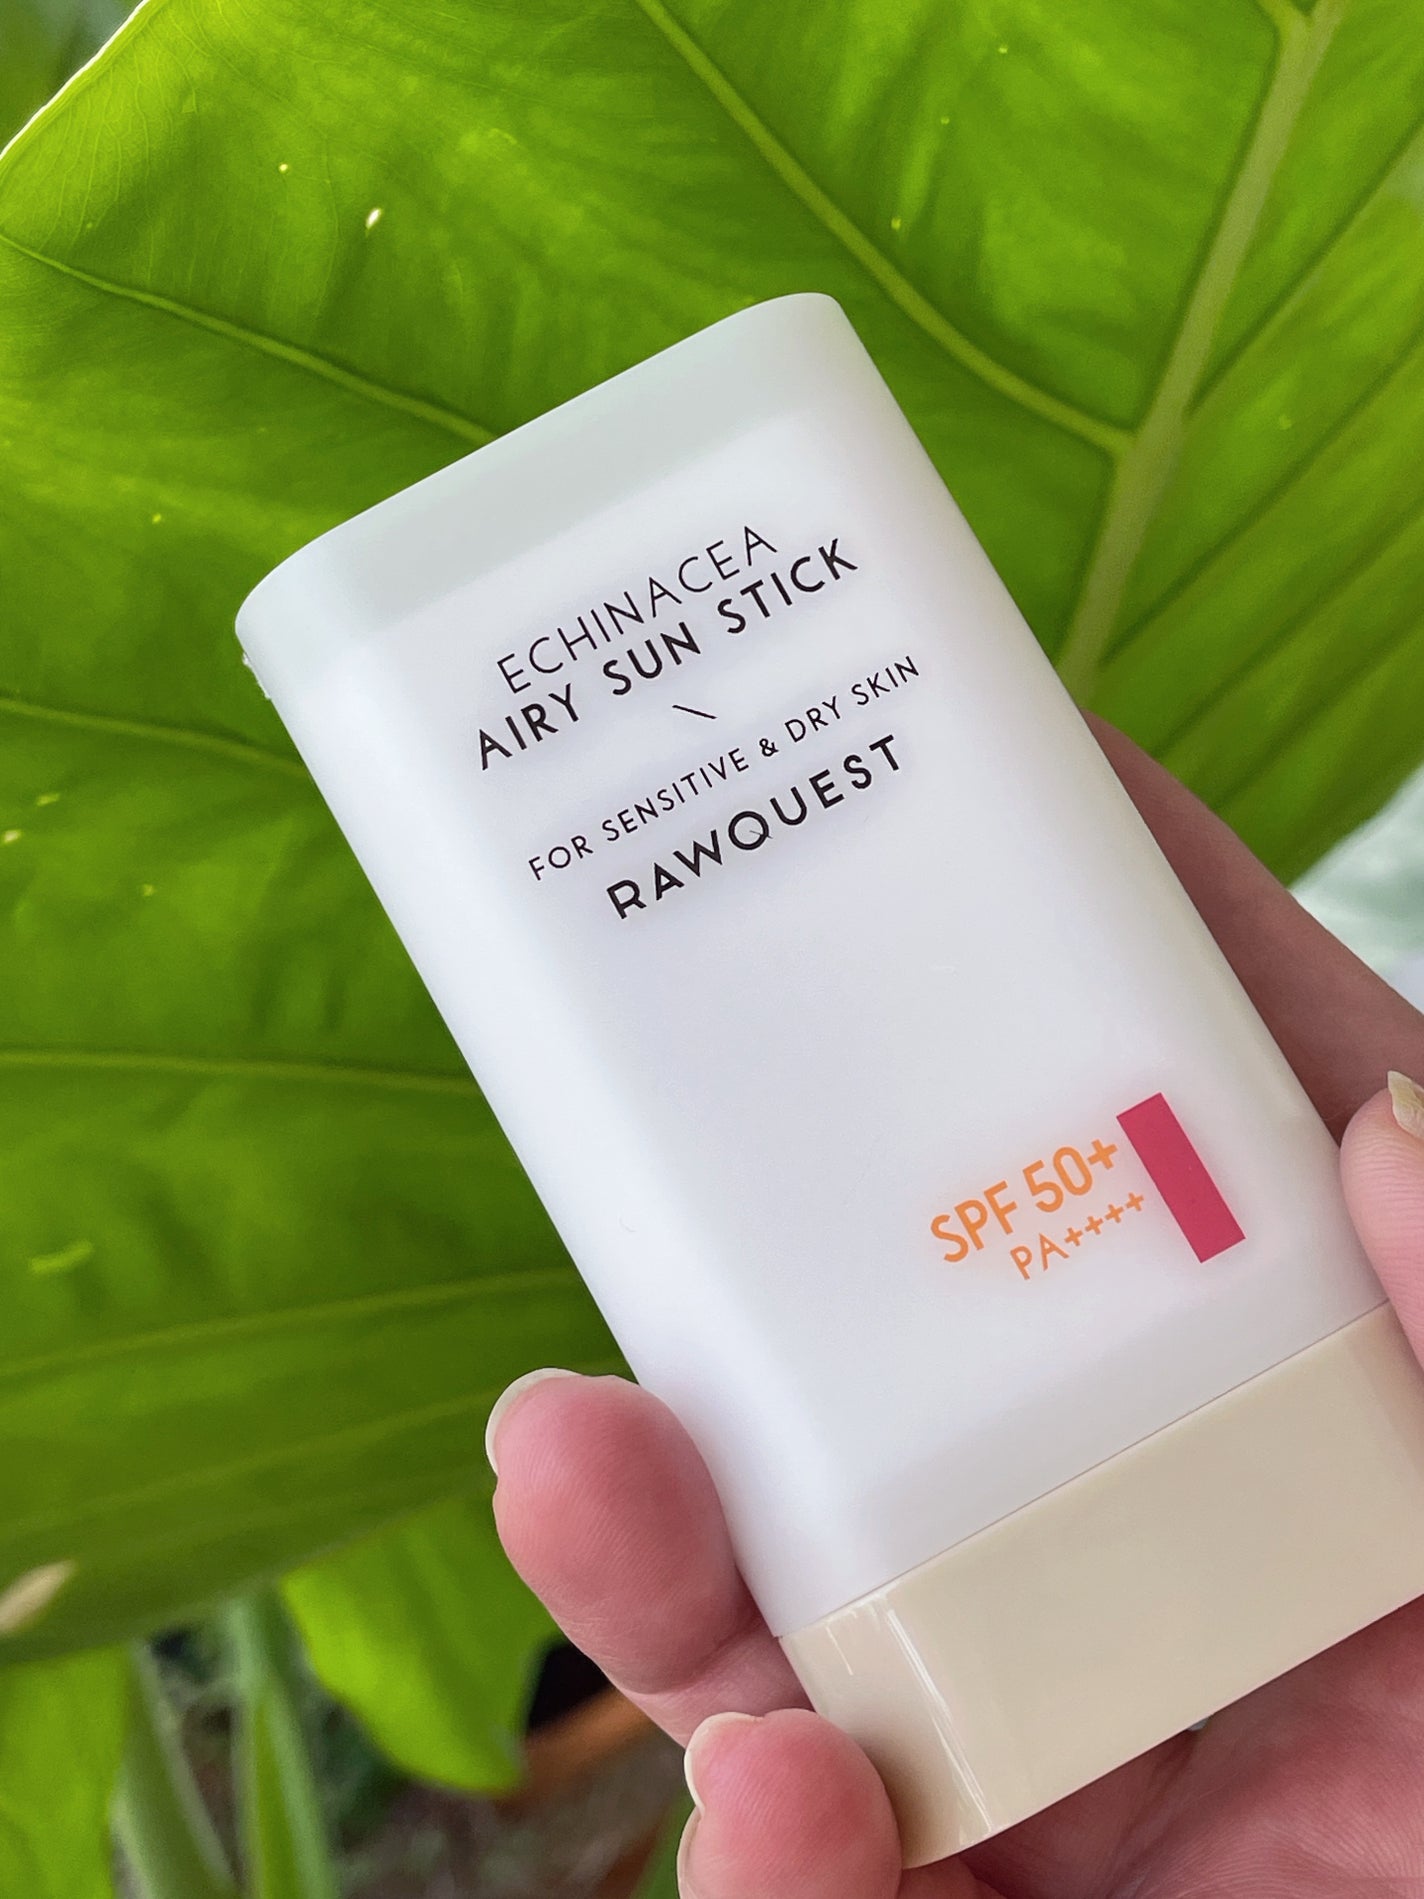 ECHINACEA
AIRY SUN STICK
FOR SENSITIVE & DRY SKIN
RAWQUEST
SPF 50+
PA++++